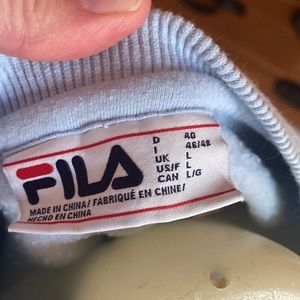 FILA
D 40
I 46/48
UK L
US/F L
CAN L/G
MADE IN CHINA/ FABRIQUÉ EN CHINE/
HECHO EN CHINA